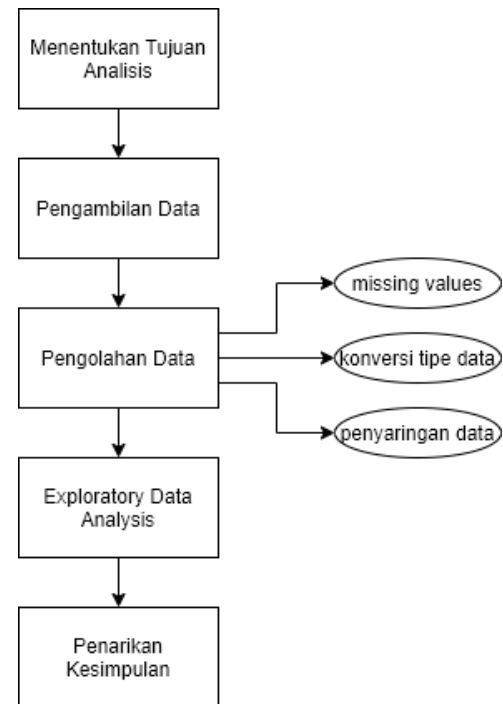 Menentukan Tujuan
Analisis
Pengambilan Data
Pengolahan Data
missing values
konversi tipe data
penyaringan data
Exploratory Data
Analysis
Penarikan
Kesimpulan